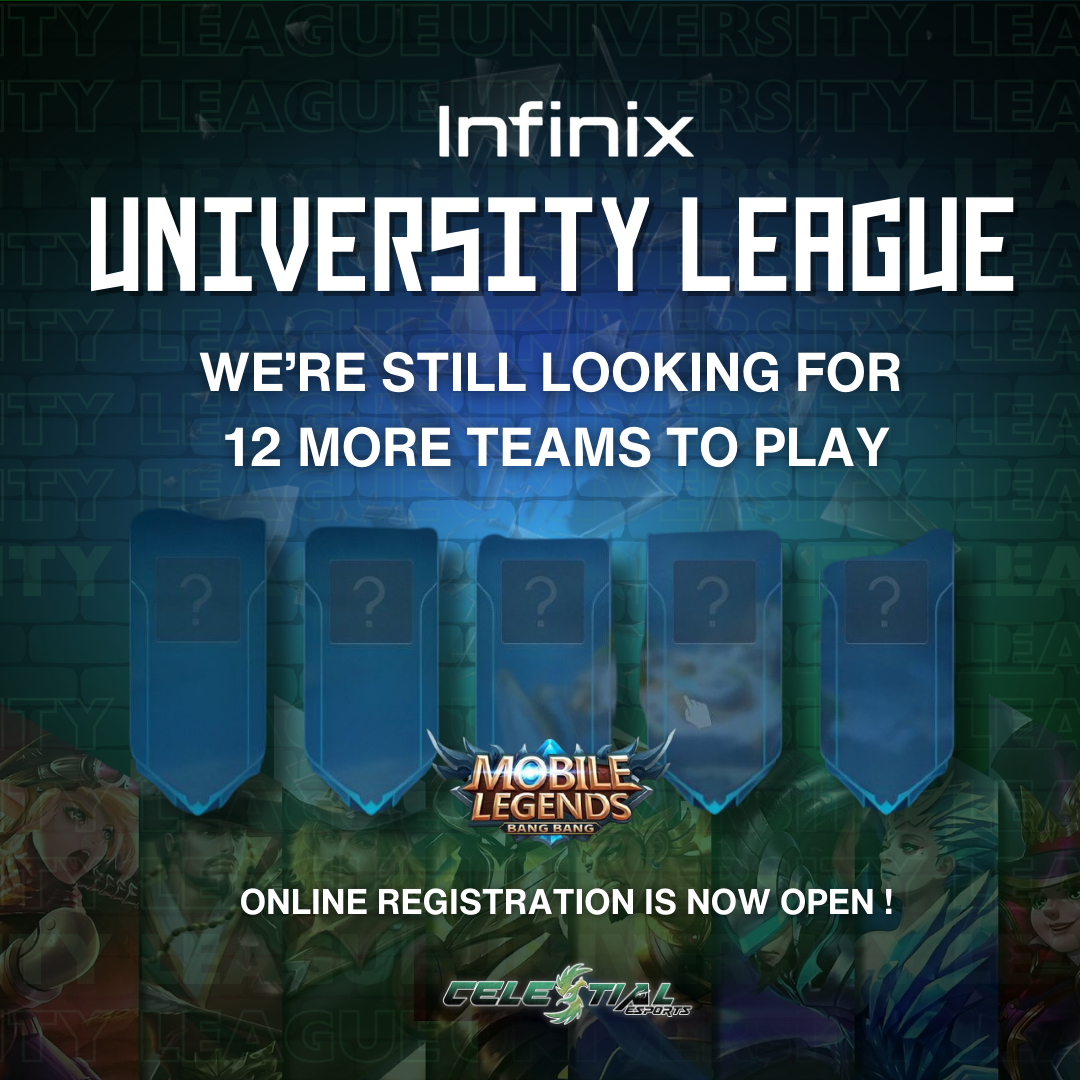 Infinix
UNIVERSITY LEAGUE
WE'RE STILL LOOKING FOR
12 MORE TEAMS TO PLAY
? ? ? ? ?
MOBILE
LEGENDS
BANG BANG
ONLINE REGISTRATION IS NOW OPEN !
CELESTIAL
ESPORTS